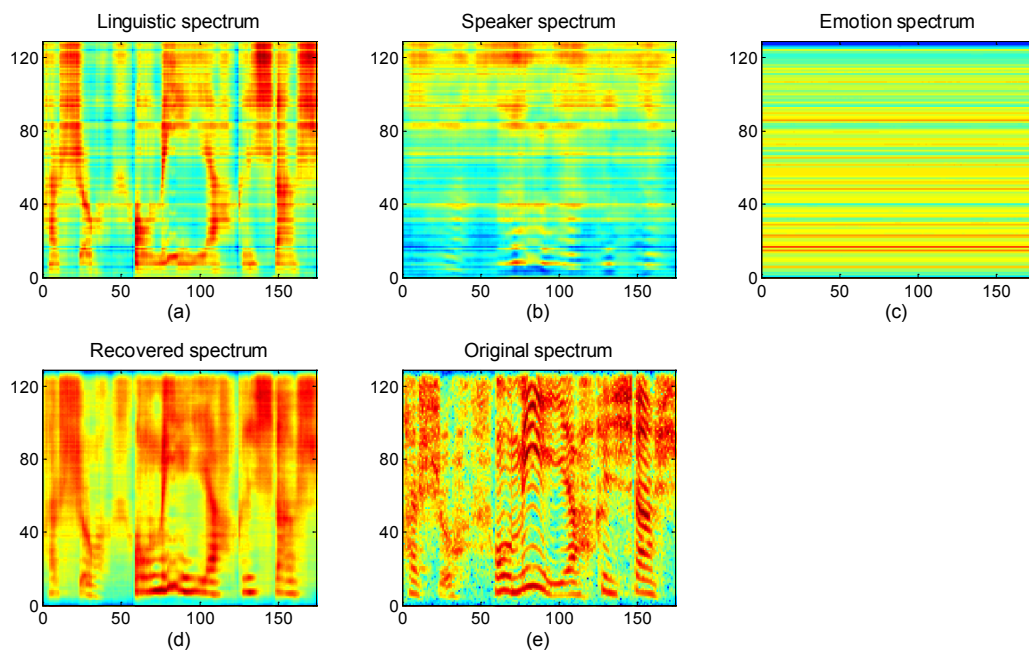 Linguistic spectrum
120
80
40
0
0 50 100 150
(a)
Speaker spectrum
120
80
40
0
0 50 100 150
(b)
Emotion spectrum
120
80
40
0
0 50 100 150
(c)
Recovered spectrum
120
80
40
0
0 50 100 150
(d)
Original spectrum
120
80
40
0
0 50 100 150
(e)